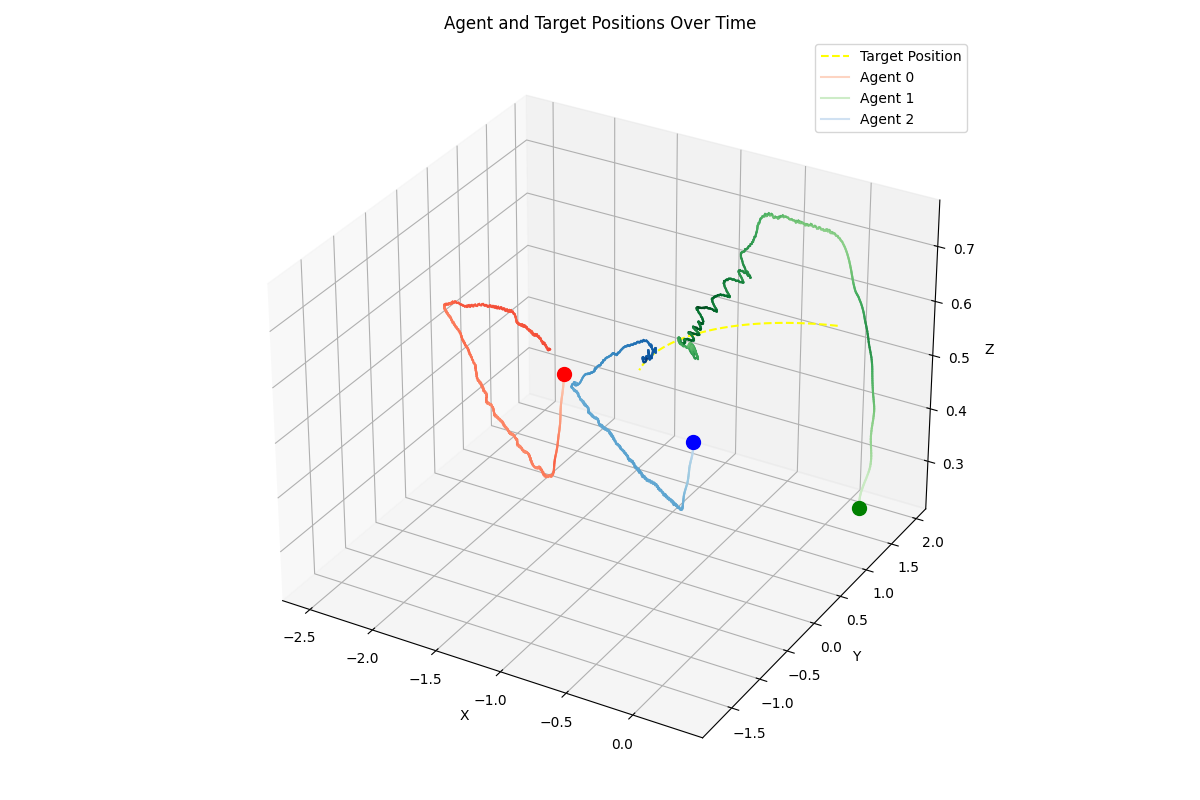 Agent and Target Positions Over Time
Target Position
Agent 0
Agent 1
Agent 2
0.7
0.6
Z
0.5
0.4
0.3
2.0
1.5
1.0
0.5
0.0
Y
−0.5
−1.0
−1.5
−2.5
−2.0
−1.5
−1.0
X
−0.5
0.0